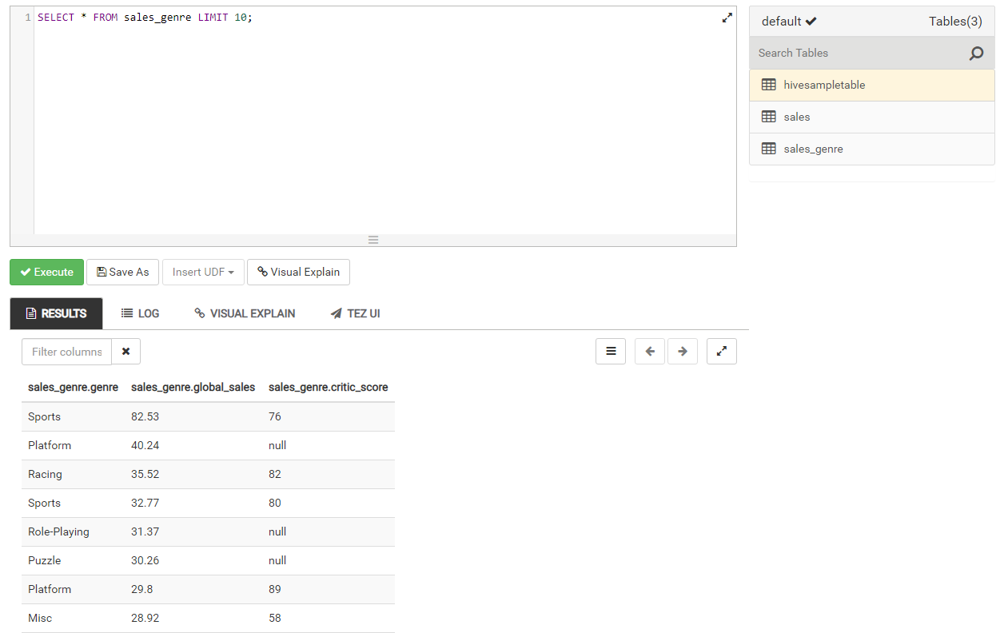 1 SELECT * FROM sales_genre LIMIT 10;
default Tables(3)
Search Tables
hivesampletable
sales
sales_genre
Execute Save As Insert UDF Visual Explain
RESULTS LOG VISUAL EXPLAIN TEZ UI
Filter columns
sales_genre.genre sales_genre.global_sales sales_genre.critic_score
Sports 82.53 76
Platform 40.24 null
Racing 35.52 82
Sports 32.77 80
Role-Playing 31.37 null
Puzzle 30.26 null
Platform 29.8 89
Misc 28.92 58